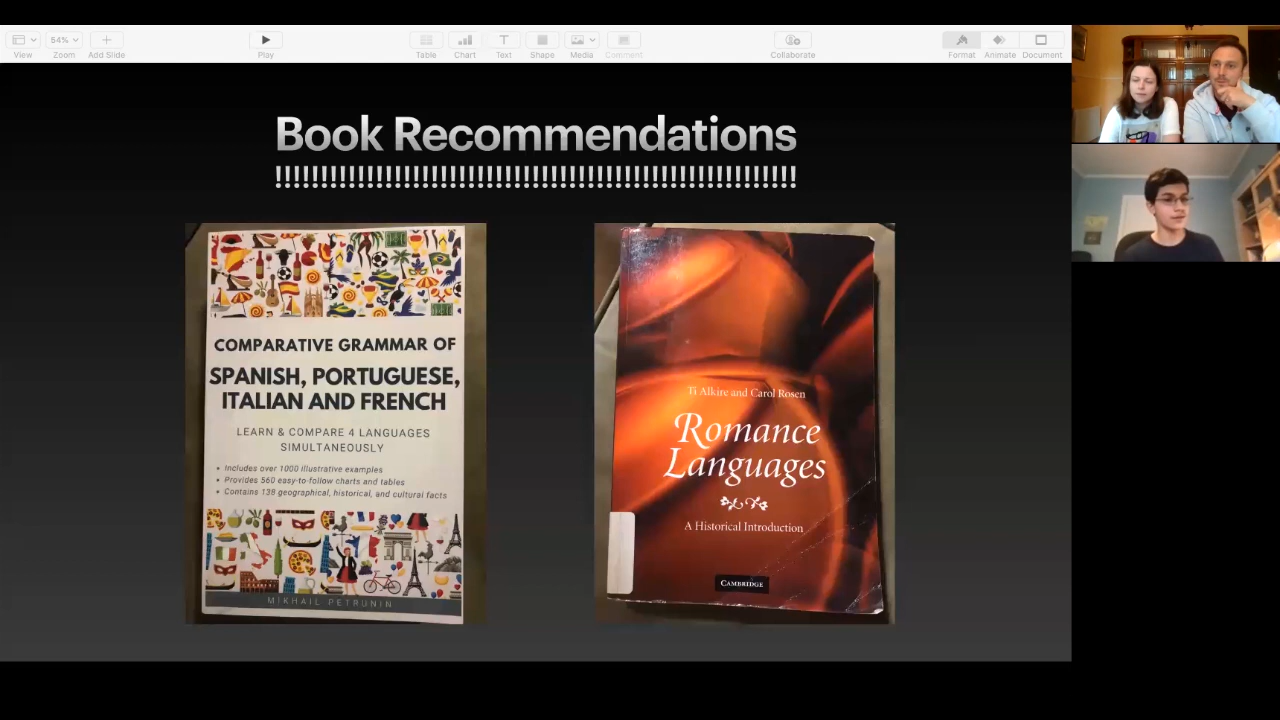 54%
View
Zoom
Add Slide
Play
Table
Chart
Text
Shape
Media
Comment
Collaborate
Format
Animate
Document
Book Recommendations
!!!!!!!!!!!!!!!!!!!!!!!!!!!!!!!!!!!!!!!!!!!!!!!!!!!!!!!!!
COMPARATIVE GRAMMAR OF
SPANISH, PORTUGUESE,
ITALIAN AND FRENCH
LEARN & COMPARE 4 LANGUAGES
SIMULTANEOUSLY
• Includes over 1000 illustrative examples
• Provides 560 easy-to-follow charts and tables
• Contains 138 geographical, historical, and cultural facts
MIKHAIL PETRUNIN
Ti Alkire and Carol Rosen
Romance
Languages
A Historical Introduction
CAMBRIDGE